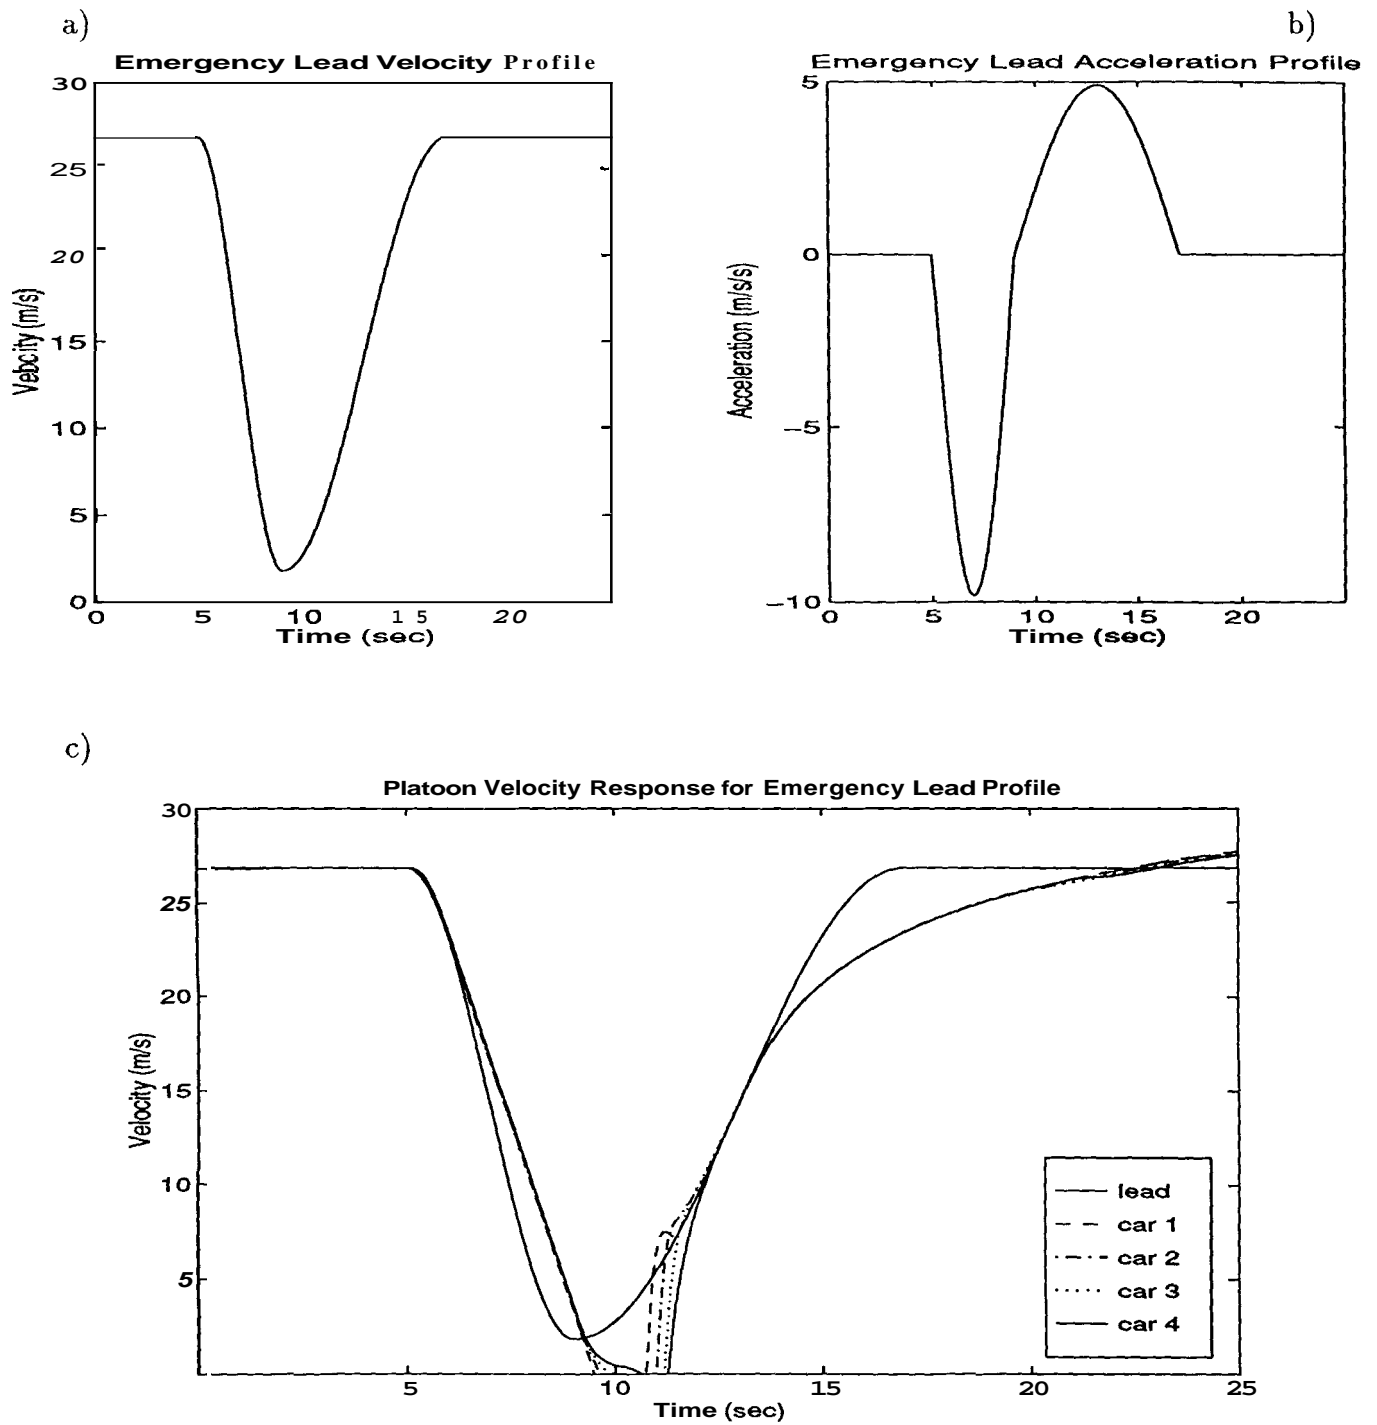 a)
b)
Emergency Lead Velocity Profile
Emergency Lead Acceleration Profile
30
25
20
15
10
5
0
Velocity (m/s)
0 5 10 15 20
Time (sec)
5
0
-5
-10
Acceleration (m/s/s)
0 5 10 15 20
Time (sec)
c)
Platoon Velocity Response for Emergency Lead Profile
30
25
20
15
10
5
Velocity (m/s)
lead
car 1
car 2
car 3
car 4
5 10 15 20 25
Time (sec)